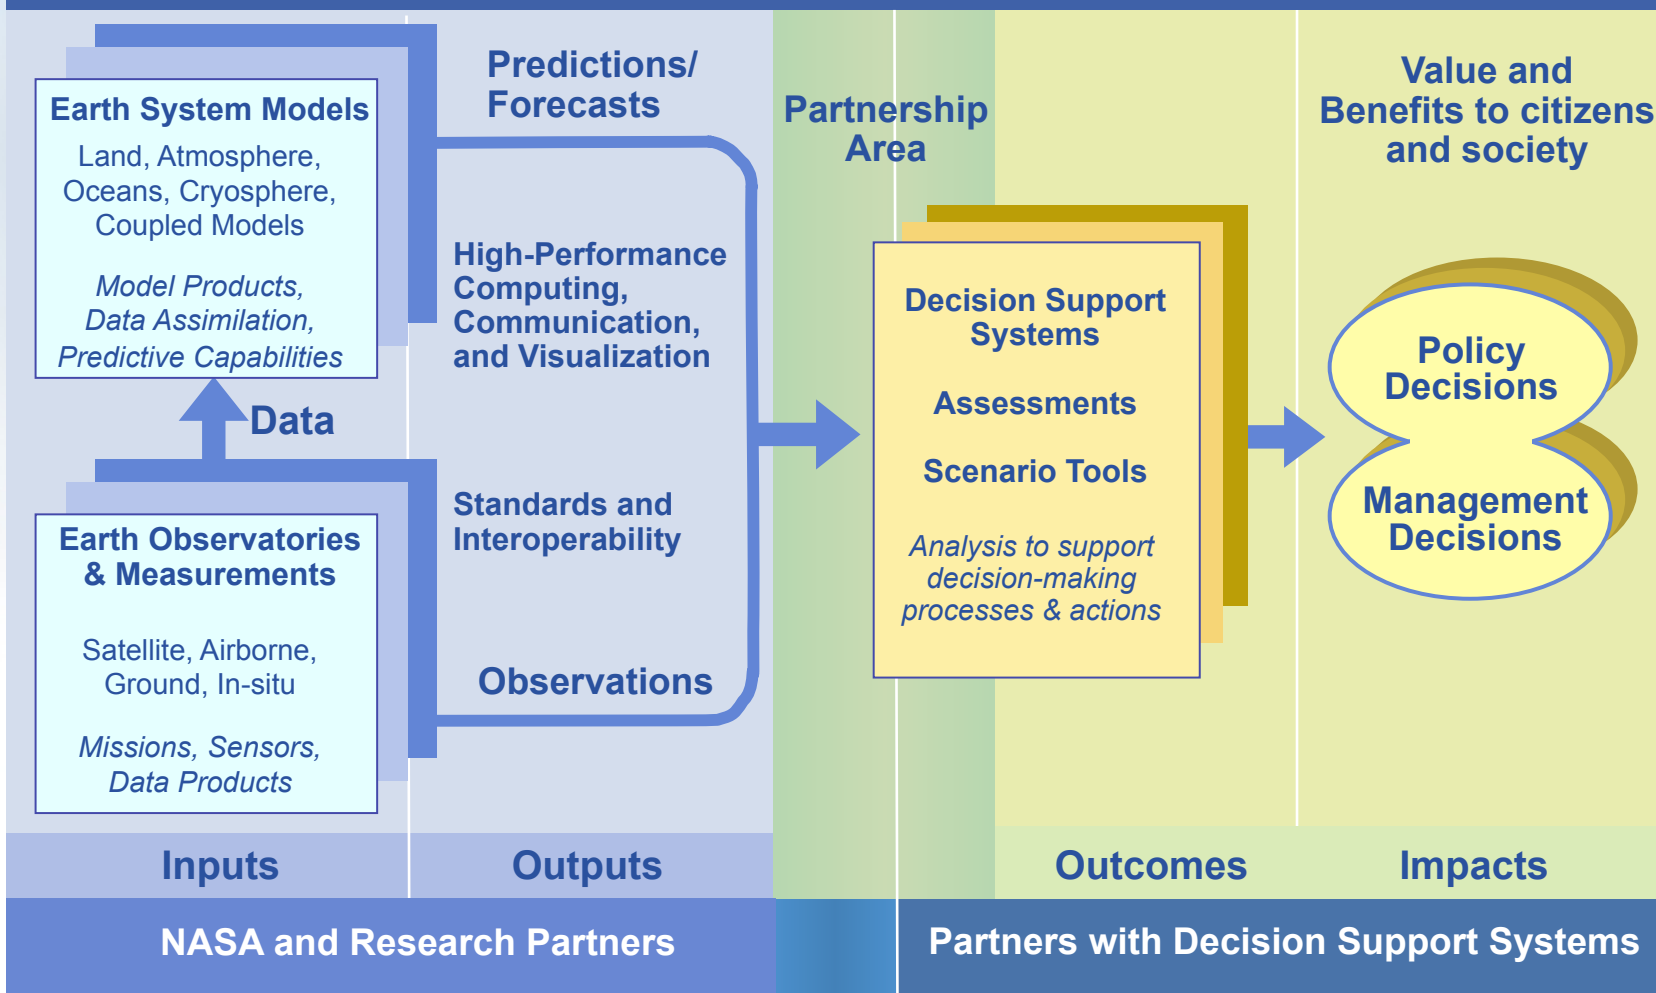 Earth System Models
Land, Atmosphere,
Oceans, Cryosphere,
Coupled Models
Model Products,
Data Assimilation,
Predictive Capabilities
Data
Earth Observatories
& Measurements
Satellite, Airborne,
Ground, In-situ
Missions, Sensors,
Data Products
Predictions/
Forecasts
High-Performance
Computing,
Communication,
and Visualization
Standards and
Interoperability
Observations
Partnership
Area
Decision Support
Systems
Assessments
Scenario Tools
Analysis to support
decision-making
processes & actions
Value and
Benefits to citizens
and society
Policy
Decisions
Management
Decisions
Inputs
Outputs
Outcomes
Impacts
NASA and Research Partners
Partners with Decision Support Systems